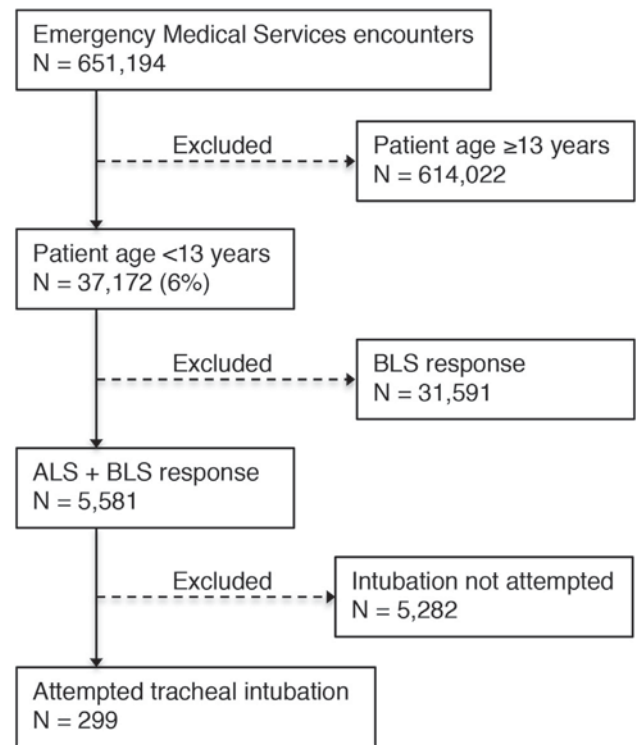 Emergency Medical Services encounters
N = 651,194
Excluded
Patient age ≥13 years
N = 614,022
Patient age <13 years
N = 37,172 (6%)
Excluded
BLS response
N = 31,591
ALS + BLS response
N = 5,581
Excluded
Intubation not attempted
N = 5,282
Attempted tracheal intubation
N = 299